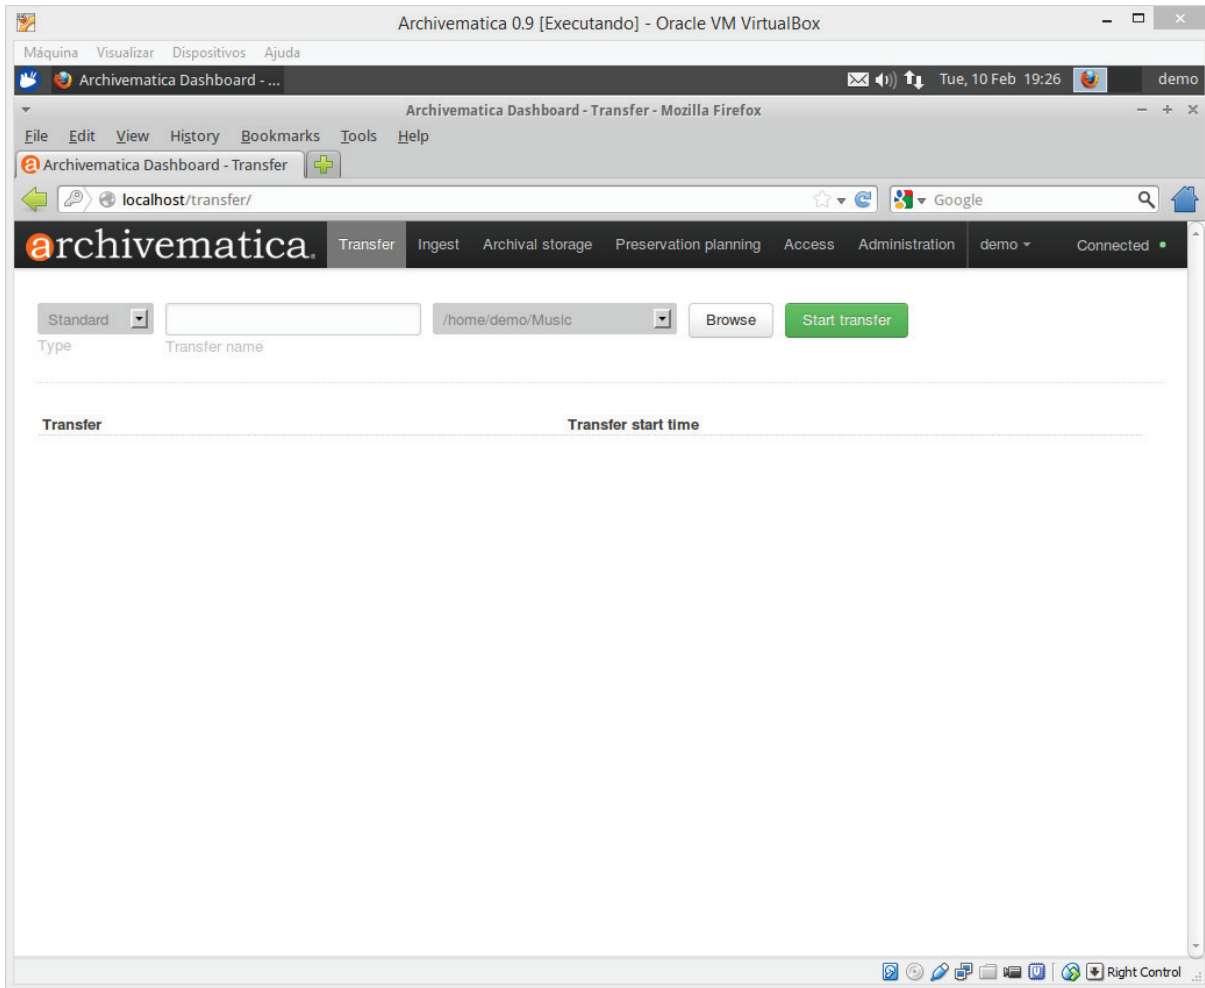 Archivematica 0.9 [Executando] - Oracle VM VirtualBox
Máquina Visualizar Dispositivos Ajuda
Archivematica Dashboard - ... Tue, 10 Feb 19:26 demo
Archivematica Dashboard - Transfer - Mozilla Firefox
File Edit View History Bookmarks Tools Help
Archivematica Dashboard - Transfer
localhost/transfer/ Google
archivematica. Transfer Ingest Archival storage Preservation planning Access Administration demo Connected
Standard /home/demo/Music Browse Start transfer
Type Transfer name
Transfer Transfer start time
Right Control